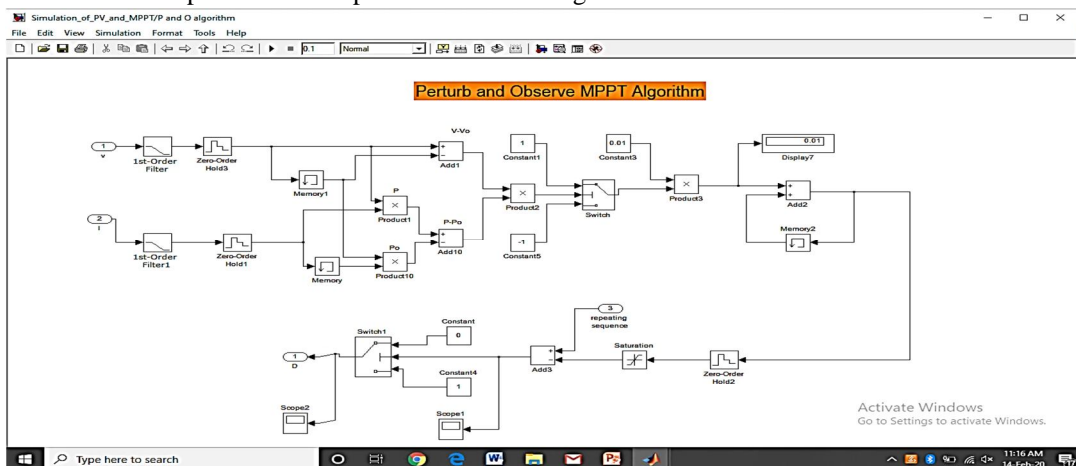 Simulation_of_PV_and_MPPT/P and O algorithm
File Edit View Simulation Format Tools Help
0.1 Normal
Perturb and Observe MPPT Algorithm
V-Vo
1
v
1st-Order
Filter
Zero-Order
Hold3
Memory1
Add1
1
Constant1
0.01
Constant3
0.01
Display7
P
×
Product1
×
Product2
Switch
×
Product3
Add2
2
I
1st-Order
Filter1
Zero-Order
Hold1
Memory
Po
×
Product10
P-Po
Add10
-1
Constant5
Memory2
3
repeating
sequence
Constant
0
Switch1
1
D
Constant4
1
Add3
Saturation
Zero-Order
Hold2
Scope2
Scope1
Activate Windows
Go to Settings to activate Windows.
Type here to search
11:16 AM
14-Feb-20